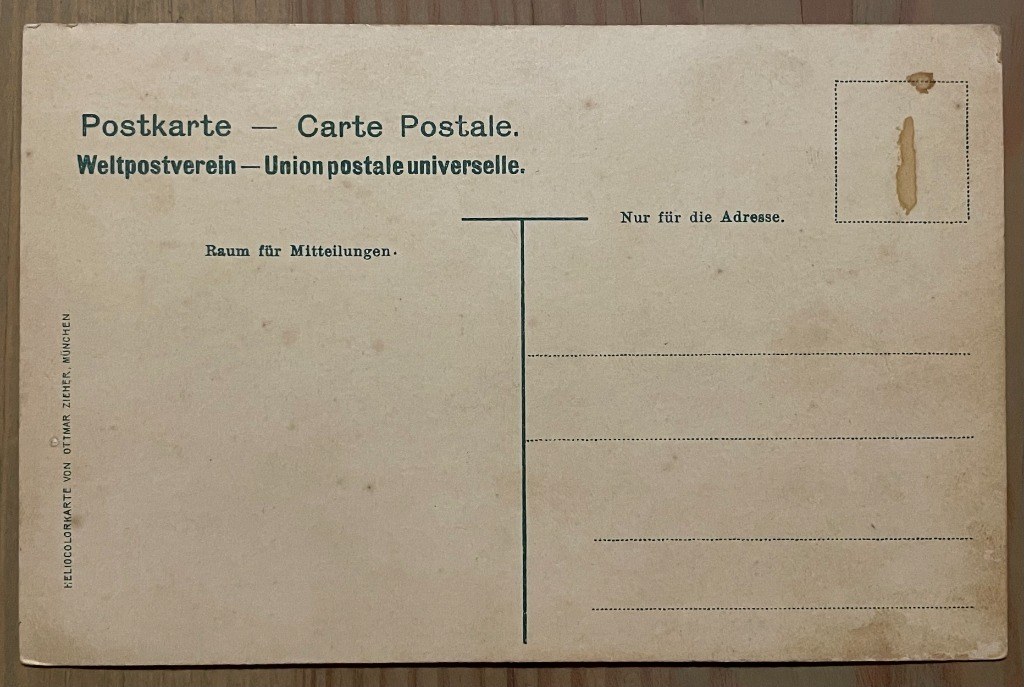 Postkarte — Carte Postale.
Weltpostverein — Union postale universelle.
Nur für die Adresse.
Raum für Mitteilungen.
HELIOCOLORKARTE VON OTTMAR ZIEHER, MÜNCHEN